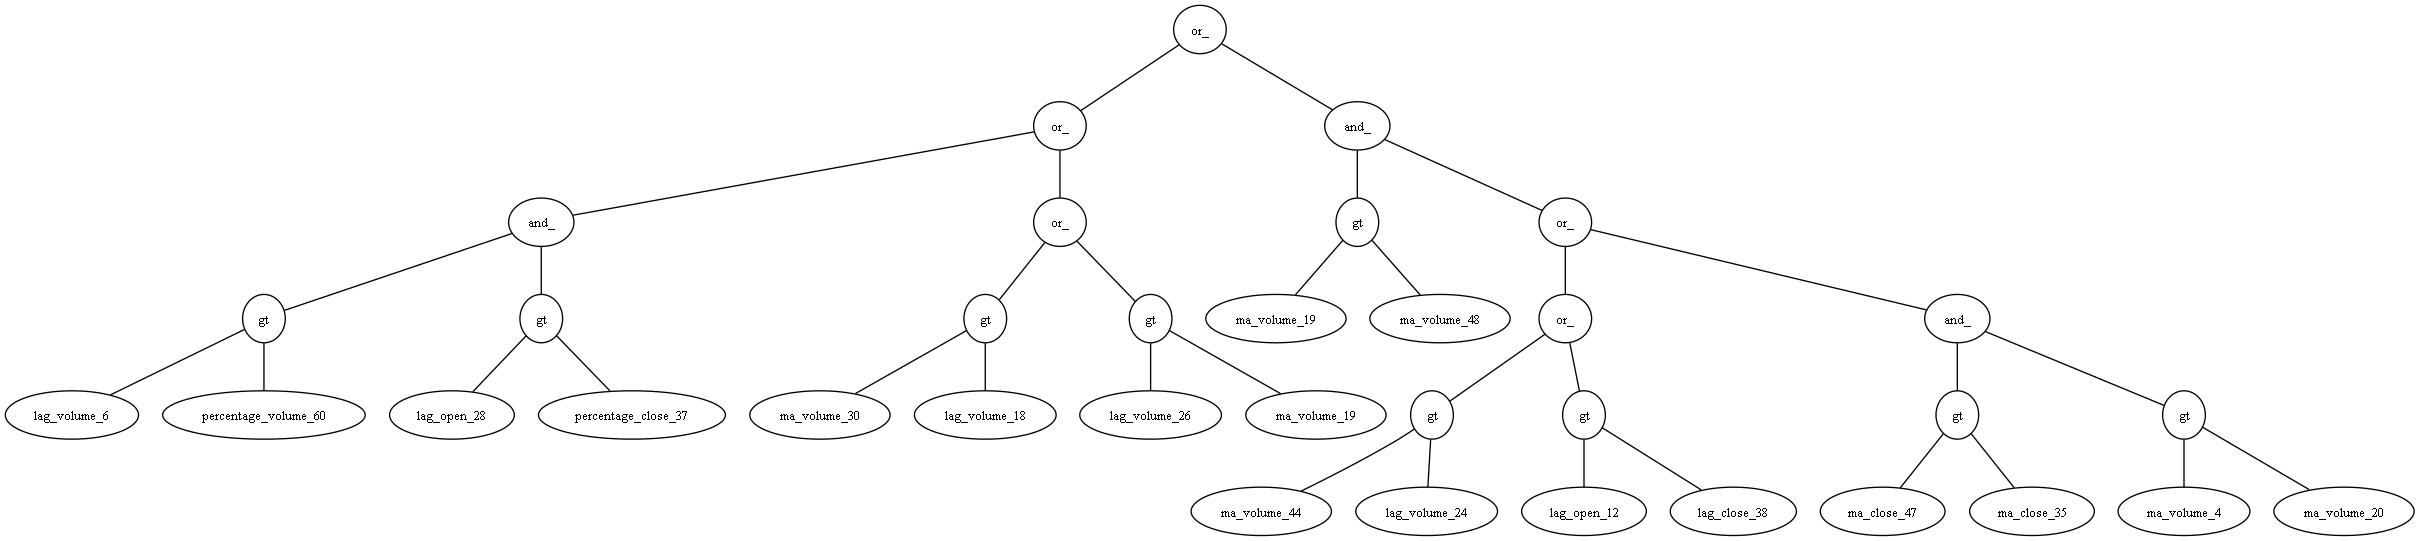 or_
or_
and_
and_
or_
gt
or_
gt
gt
gt
gt
ma_volume_19
ma_volume_48
or_
and_
lag_volume_6
percentage_volume_60
lag_open_28
percentage_close_37
ma_volume_30
lag_volume_18
lag_volume_26
ma_volume_19
gt
gt
gt
gt
ma_volume_44
lag_volume_24
lag_open_12
lag_close_38
ma_close_47
ma_close_35
ma_volume_4
ma_volume_20